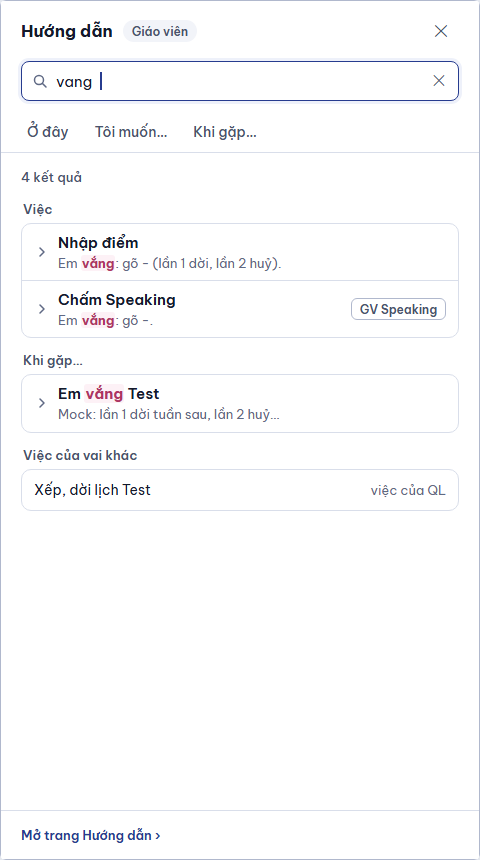 Hướng dẫn Giáo viên
vang
Ở đây Tôi muốn... Khi gặp...
4 kết quả
Việc
Nhập điểm
Em vắng: gõ - (lần 1 dời, lần 2 huỷ).
Chấm Speaking
Em vắng: gõ -.
GV Speaking
Khi gặp...
Em vắng Test
Mock: lần 1 dời tuần sau, lần 2 huỷ...
Việc của vai khác
Xếp, dời lịch Test việc của QL
Mở trang Hướng dẫn ›